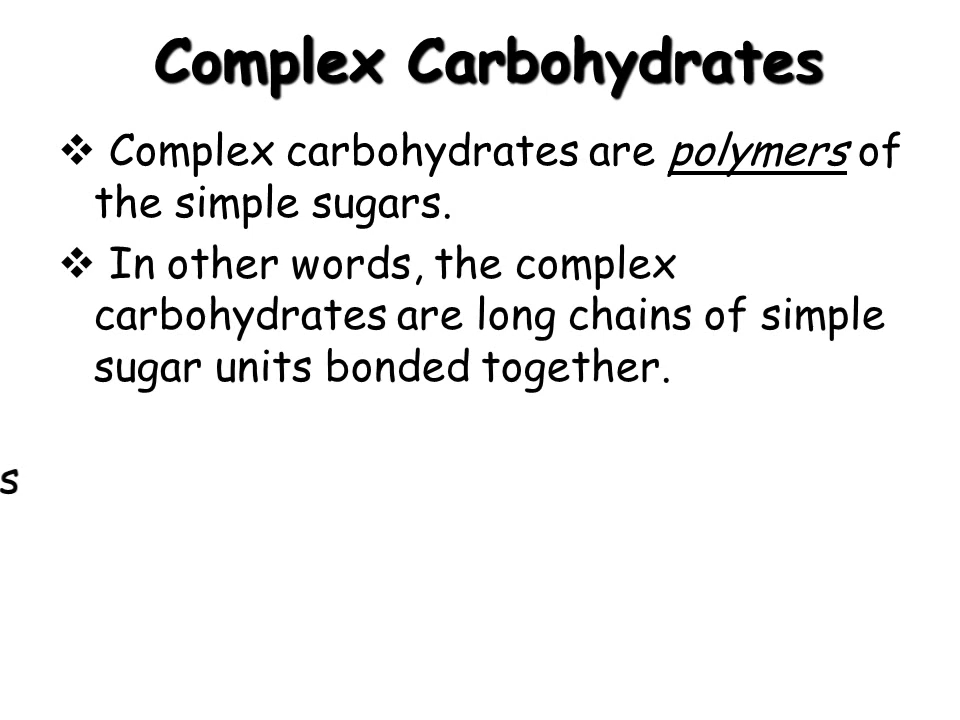 Complex Carbohydrates
❖ Complex carbohydrates are polymers of
the simple sugars.
❖ In other words, the complex
carbohydrates are long chains of simple
sugar units bonded together.
s